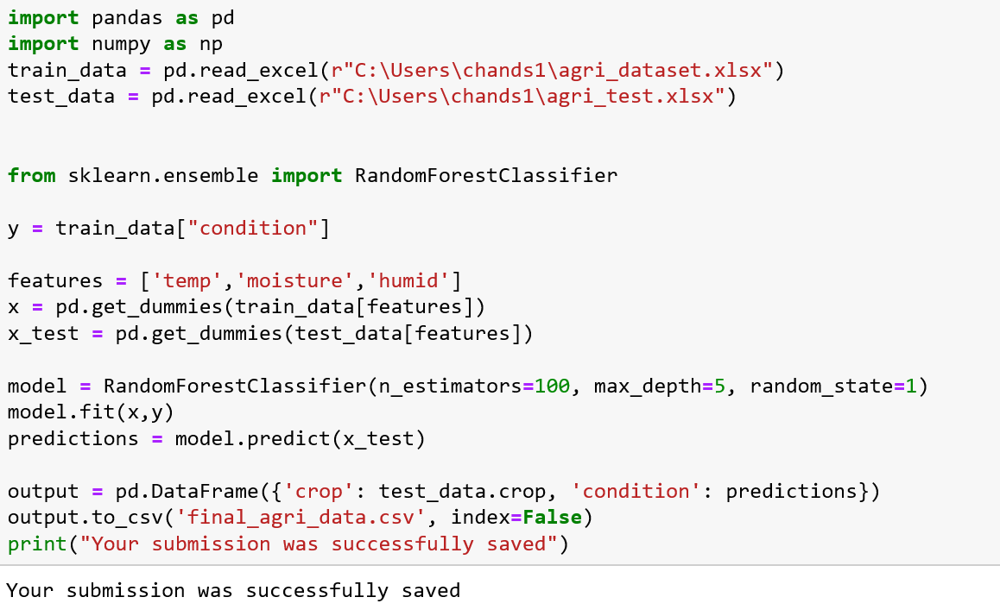 import pandas as pd
import numpy as np
train_data = pd.read_excel(r"C:\Users\chands1\agri_dataset.xlsx")
test_data = pd.read_excel(r"C:\Users\chands1\agri_test.xlsx")
from sklearn.ensemble import RandomForestClassifier
y = train_data["condition"]
features = ['temp','moisture','humid']
x = pd.get_dummies(train_data[features])
x_test = pd.get_dummies(test_data[features])
model = RandomForestClassifier(n_estimators=100, max_depth=5, random_state=1)
model.fit(x,y)
predictions = model.predict(x_test)
output = pd.DataFrame({'crop': test_data.crop, 'condition': predictions})
output.to_csv('final_agri_data.csv', index=False)
print("Your submission was successfully saved")
Your submission was successfully saved